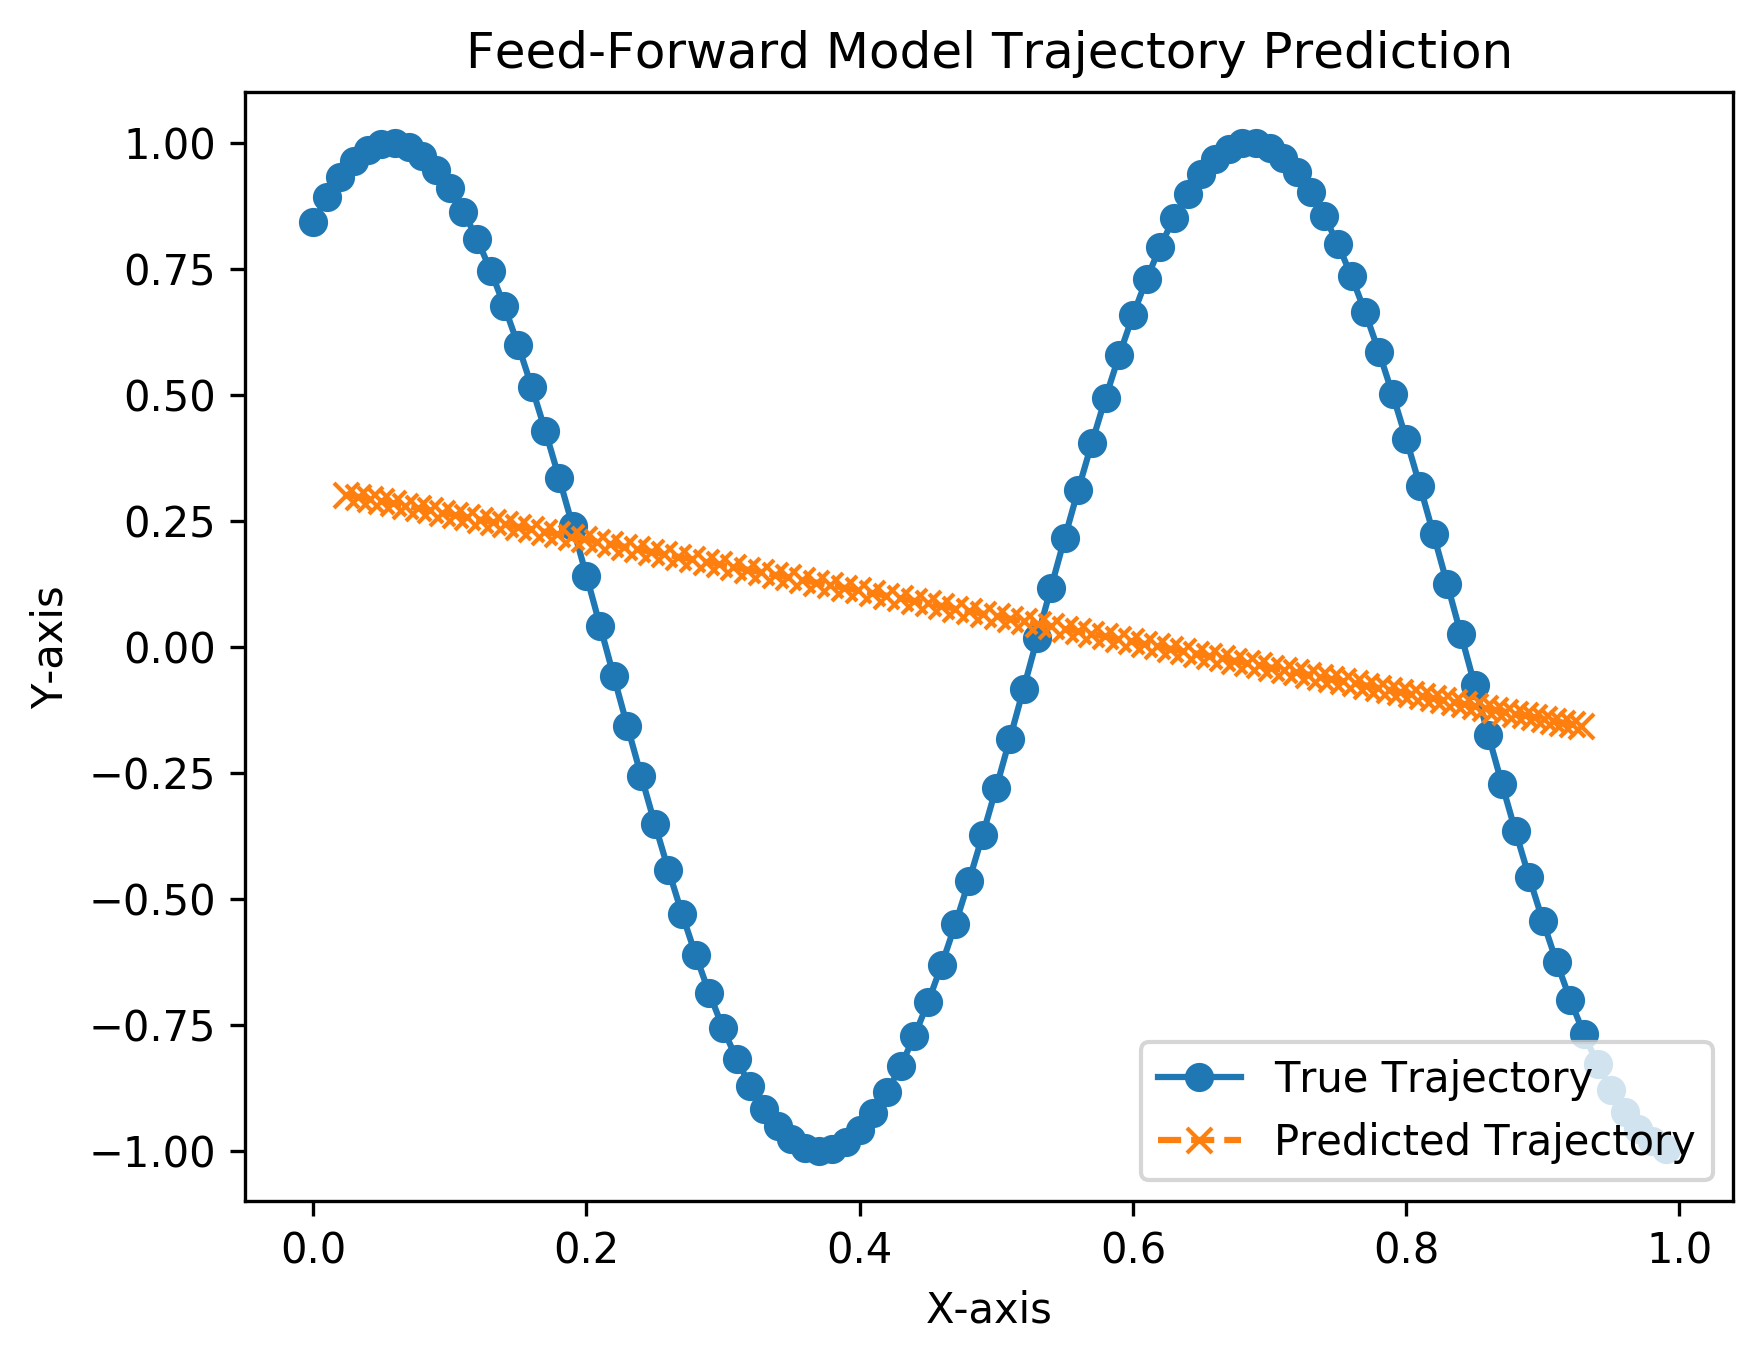 Feed-Forward Model Trajectory Prediction
1.00
0.75
0.50
0.25
0.00
−0.25
−0.50
−0.75
−1.00
Y-axis
True Trajectory
Predicted Trajectory
0.0 0.2 0.4 0.6 0.8 1.0
X-axis